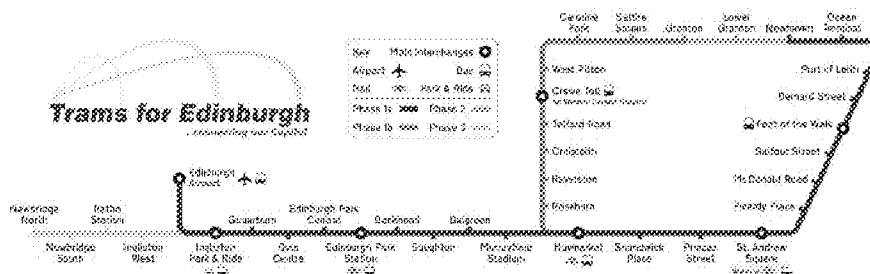 Caroline Park
Saltire Square
Granton
Lower Granton
Newhaven
Ocean Terminal
Key
Main Interchanges
Airport
Bus
Rail
Park & Ride
Phase 1a
Phase 2
Phase 1b
Phase 3
Trams for Edinburgh
...connecting our Capital
West Pilton
Crewe Toll
Telford Road
Craigleith
Ravelston
Roseburn
Port of Leith
Bernard Street
Foot of the Walk
Balfour Street
McDonald Road
Picardy Place
Edinburgh Airport
Newbridge North
Ratho Station
Gogarburn
Edinburgh Park Central
Bankhead
Balgreen
Newbridge South
Ingliston West
Ingliston Park & Ride
Gyle Centre
Edinburgh Park Station
Saughton
Murrayfield Stadium
Haymarket
Shandwick Place
Princes Street
St. Andrew Square